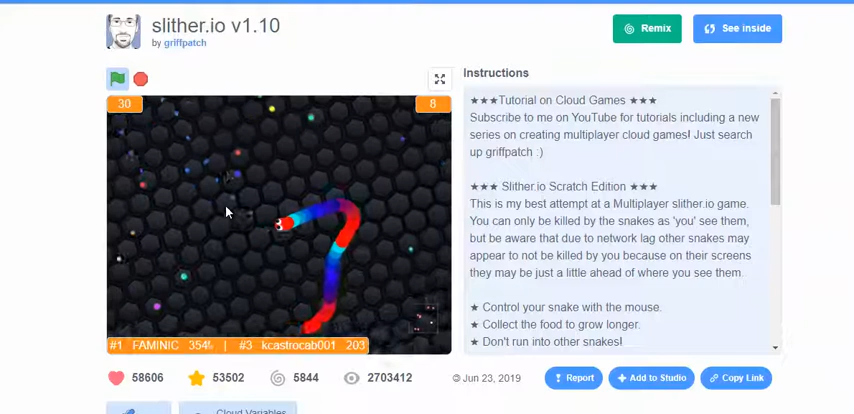 slither.io v1.10
by griffpatch
Remix
See inside
Instructions
30
8
#1 FAMINIC 354 | #3 kcastrocab001 203
★★★Tutorial on Cloud Games ★★★
Subscribe to me on YouTube for tutorials including a new
series on creating multiplayer cloud games! Just search
up griffpatch :)
★★★ Slither.io Scratch Edition ★★★
This is my best attempt at a Multiplayer slither.io game.
You can only be killed by the snakes as 'you' see them,
but be aware that due to network lag other snakes may
appear to not be killed by you because on their screens
they may be just a little ahead of where you see them.
★ Control your snake with the mouse.
★ Collect the food to grow longer.
★ Don't run into other snakes!
58606
53502
5844
2703412
© Jun 23, 2019
Report
Add to Studio
Copy Link
Cloud Variables